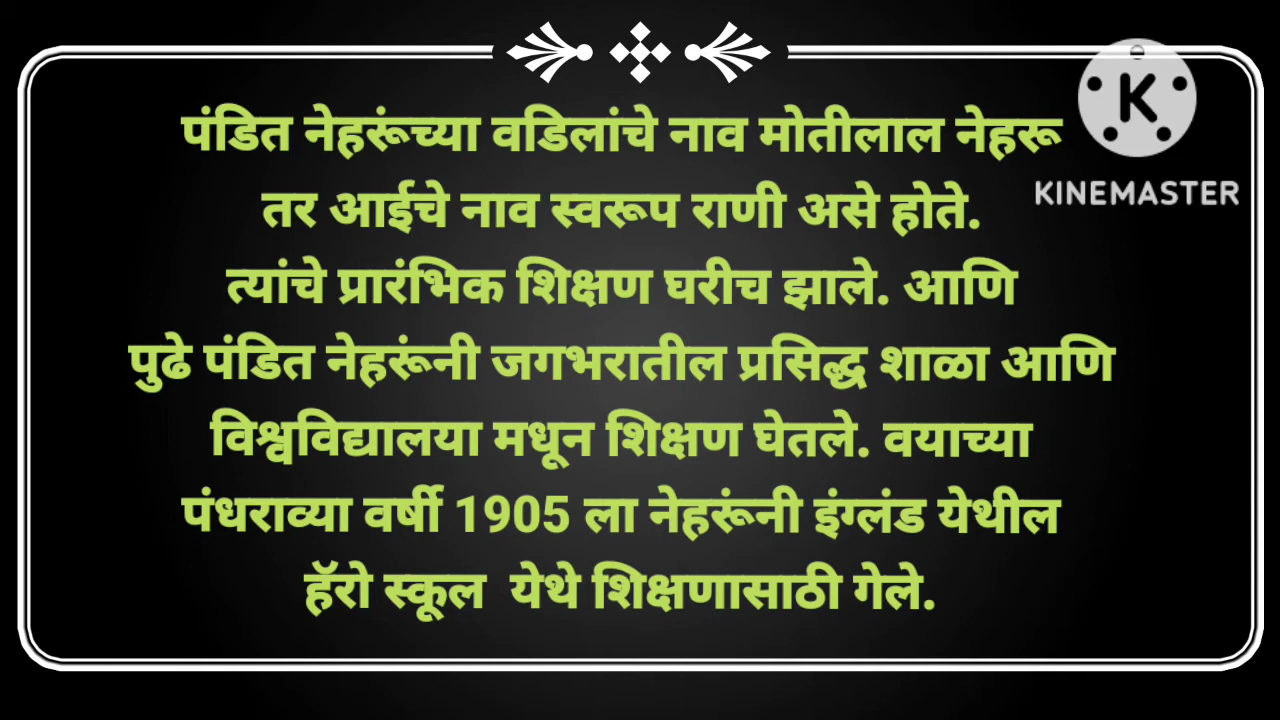 पंडित नेहरूंच्या वडिलांचे नाव मोतीलाल नेहरू
तर आईचे नाव स्वरूप राणी असे होते.
त्यांचे प्रारंभिक शिक्षण घरीच झाले. आणि
पुढे पंडित नेहरूंनी जगभरातील प्रसिद्ध शाळा आणि
विश्वविद्यालया मधून शिक्षण घेतले. वयाच्या
पंधराव्या वर्षी 1905 ला नेहरूंनी इंग्लंड येथील
हॅरो स्कूल येथे शिक्षणासाठी गेले.
K
KINEMASTER